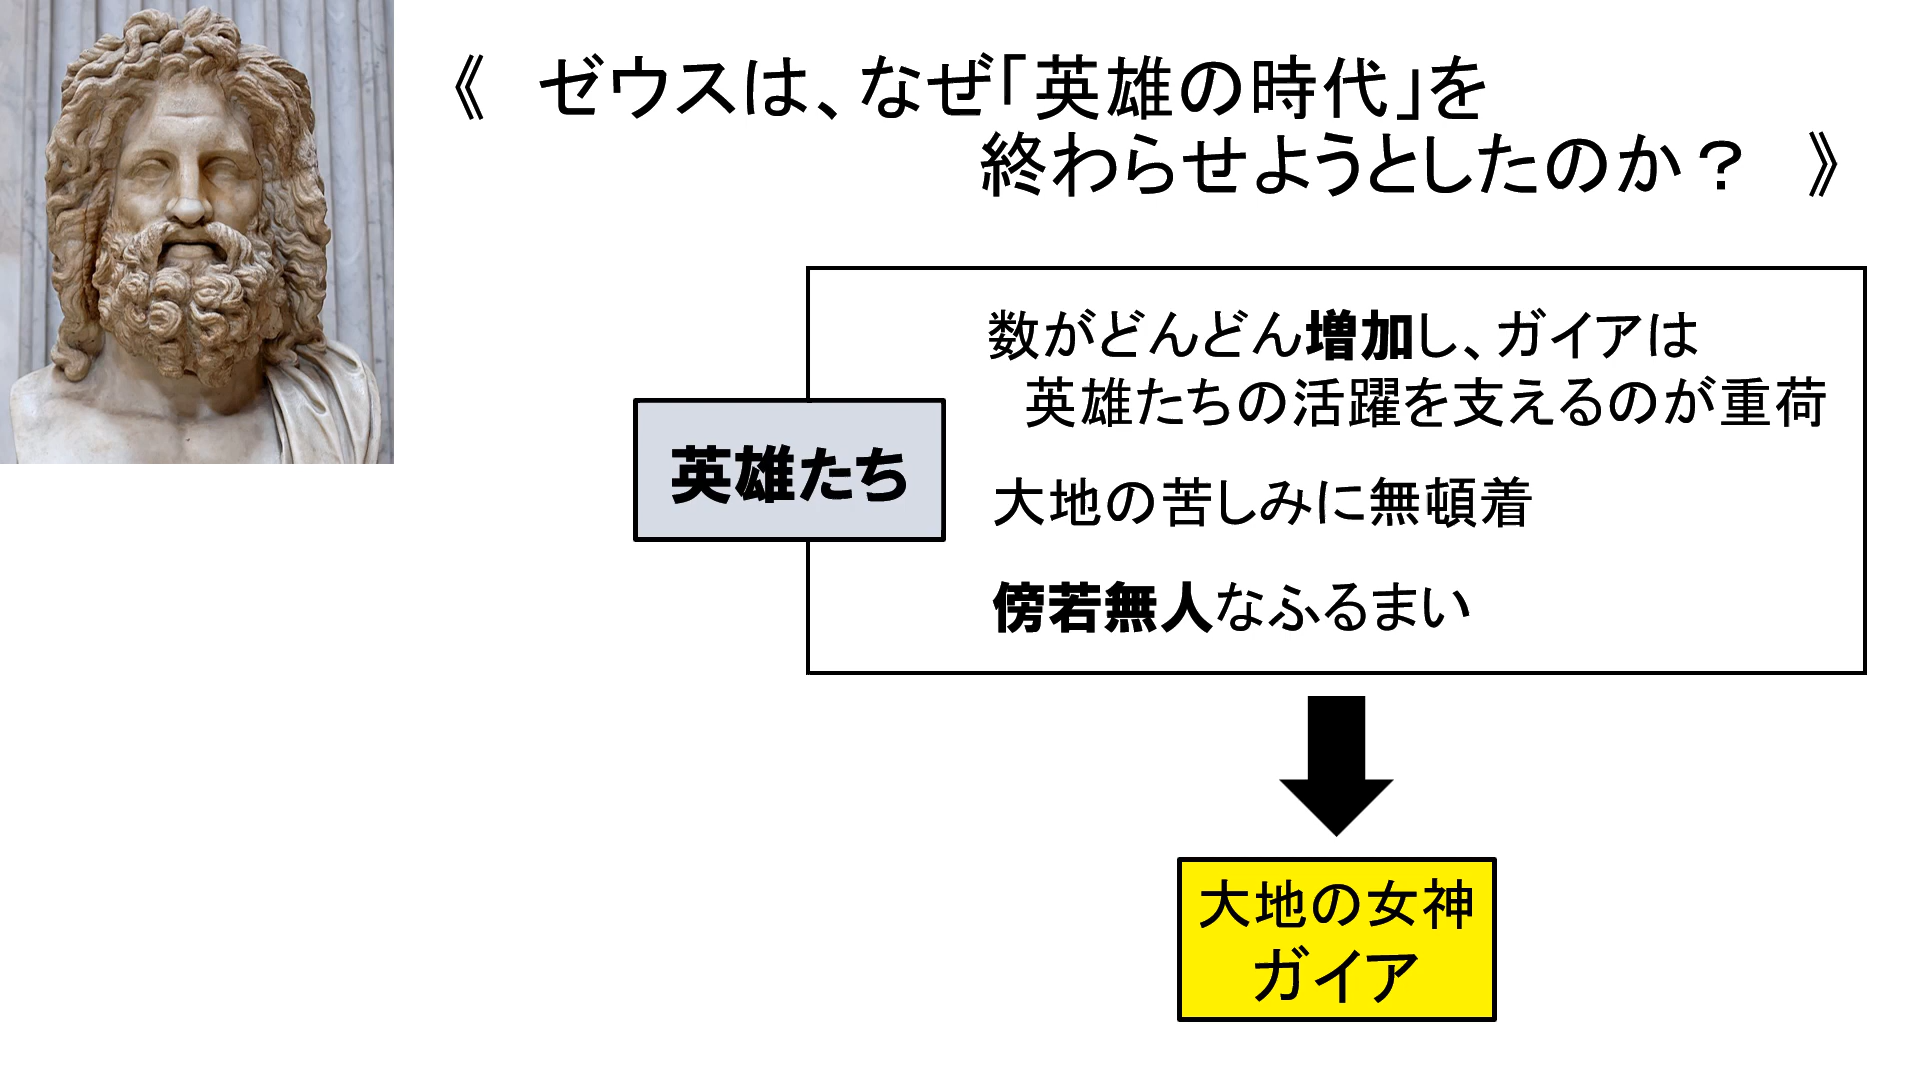 《　ゼウスは、なぜ「英雄の時代」を
終わらせようとしたのか？　》
数がどんどん増加し、ガイアは
英雄たちの活躍を支えるのが重荷
英雄たち
大地の苦しみに無頓着
傍若無人なふるまい
大地の女神
ガイア